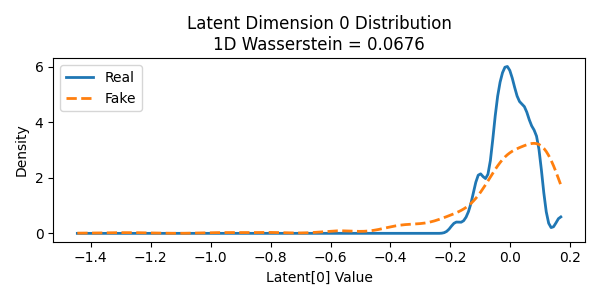 Latent Dimension 0 Distribution
1D Wasserstein = 0.0676
Real
Fake
Density
6
4
2
0
−1.4 −1.2 −1.0 −0.8 −0.6 −0.4 −0.2 0.0 0.2
Latent[0] Value